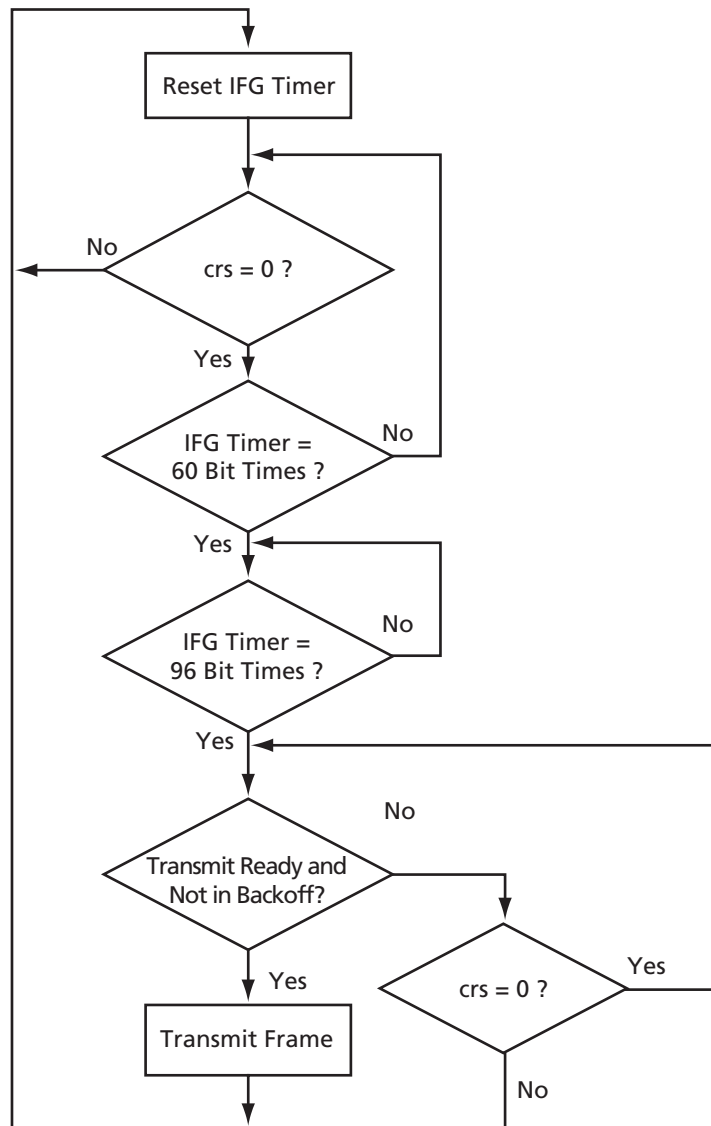 Reset IFG Timer
No
crs = 0 ?
Yes
IFG Timer =
60 Bit Times ?
No
Yes
IFG Timer =
96 Bit Times ?
No
Yes
No
Transmit Ready and
Not in Backoff?
Yes
crs = 0 ?
Yes
Transmit Frame
No